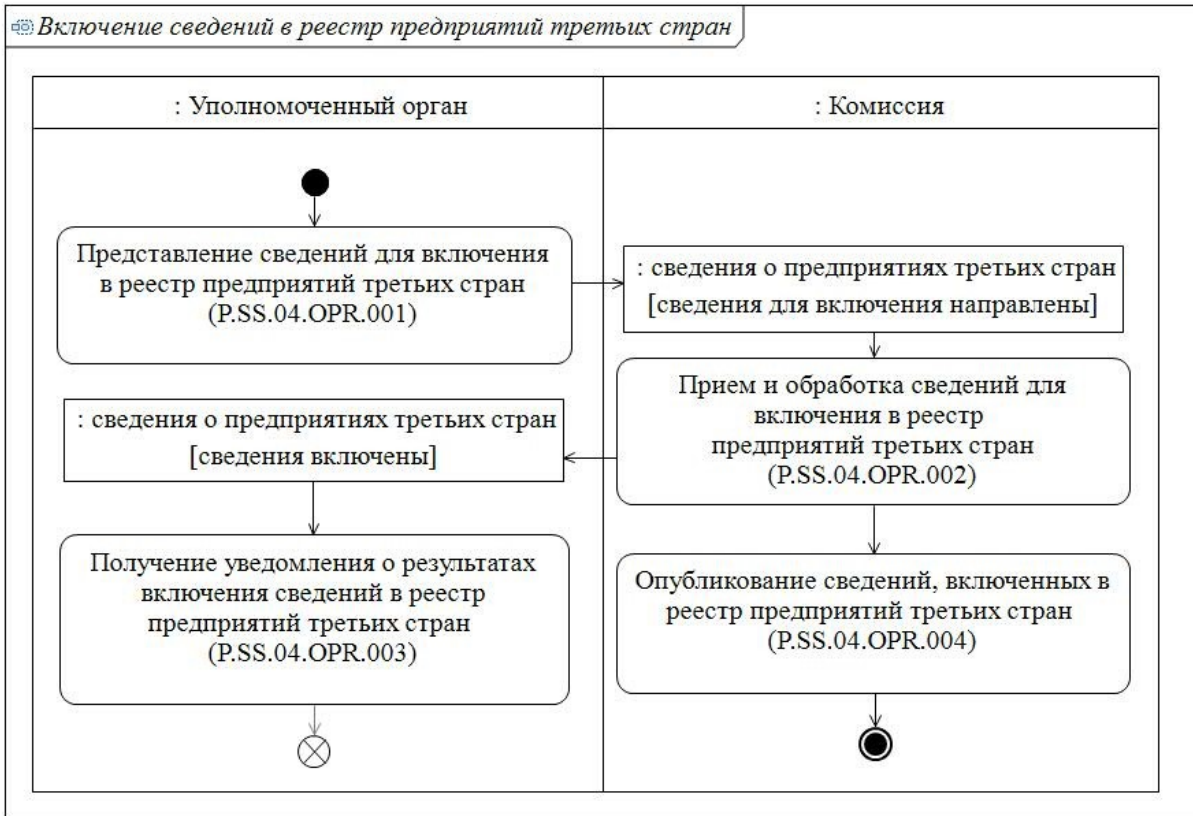 Включение сведений в реестр предприятий третьих стран
: Уполномоченный орган
: Комиссия
Представление сведений для включения
в реестр предприятий третьих стран
(P.SS.04.OPR.001)
: сведения о предприятиях третьих стран
[сведения для включения направлены]
Прием и обработка сведений для
включения в реестр
предприятий третьих стран
(P.SS.04.OPR.002)
: сведения о предприятиях третьих стран
[сведения включены]
Получение уведомления о результатах
включения сведений в реестр
предприятий третьих стран
(P.SS.04.OPR.003)
Опубликование сведений, включенных в
реестр предприятий третьих стран
(P.SS.04.OPR.004)